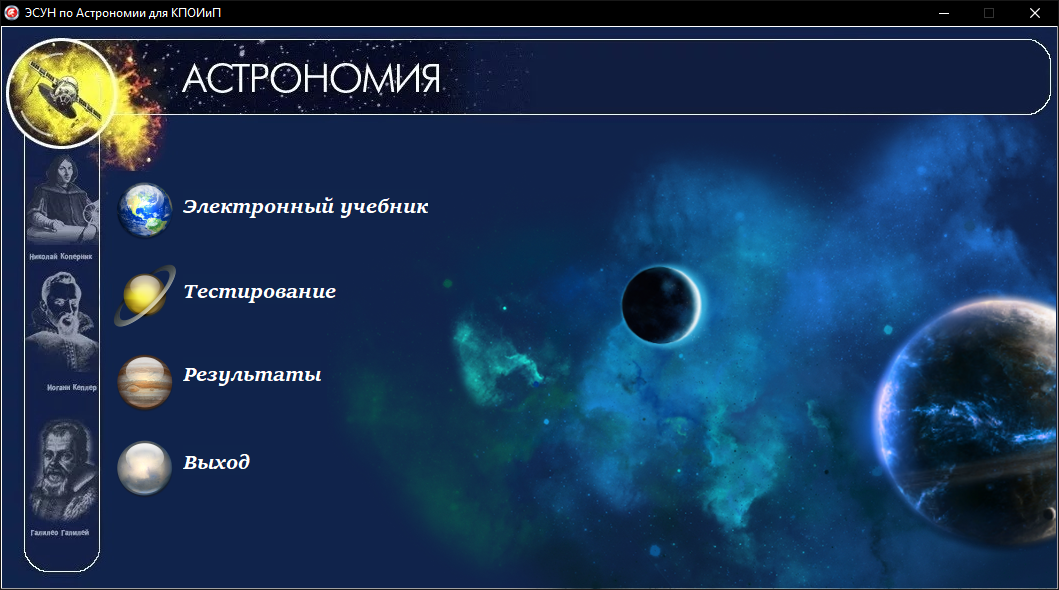 ЭСУН по Астрономии для КПОИиП
АСТРОНОМИЯ
Николай Коперник
Иоганн Кеплер
Галилео Галилей
Электронный учебник
Тестирование
Результаты
Выход